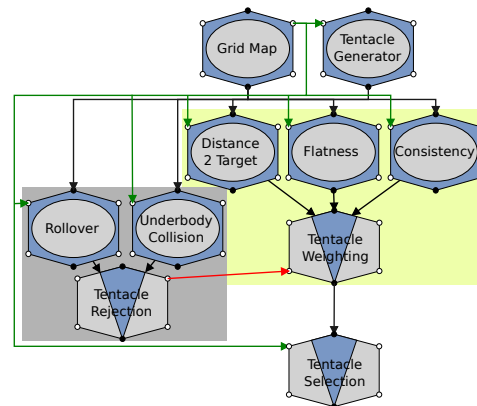 Grid Map
Tentacle
Generator
Distance
2 Target
Flatness
Consistency
Rollover
Underbody
Collision
Tentacle
Weighting
Tentacle
Rejection
Tentacle
Selection